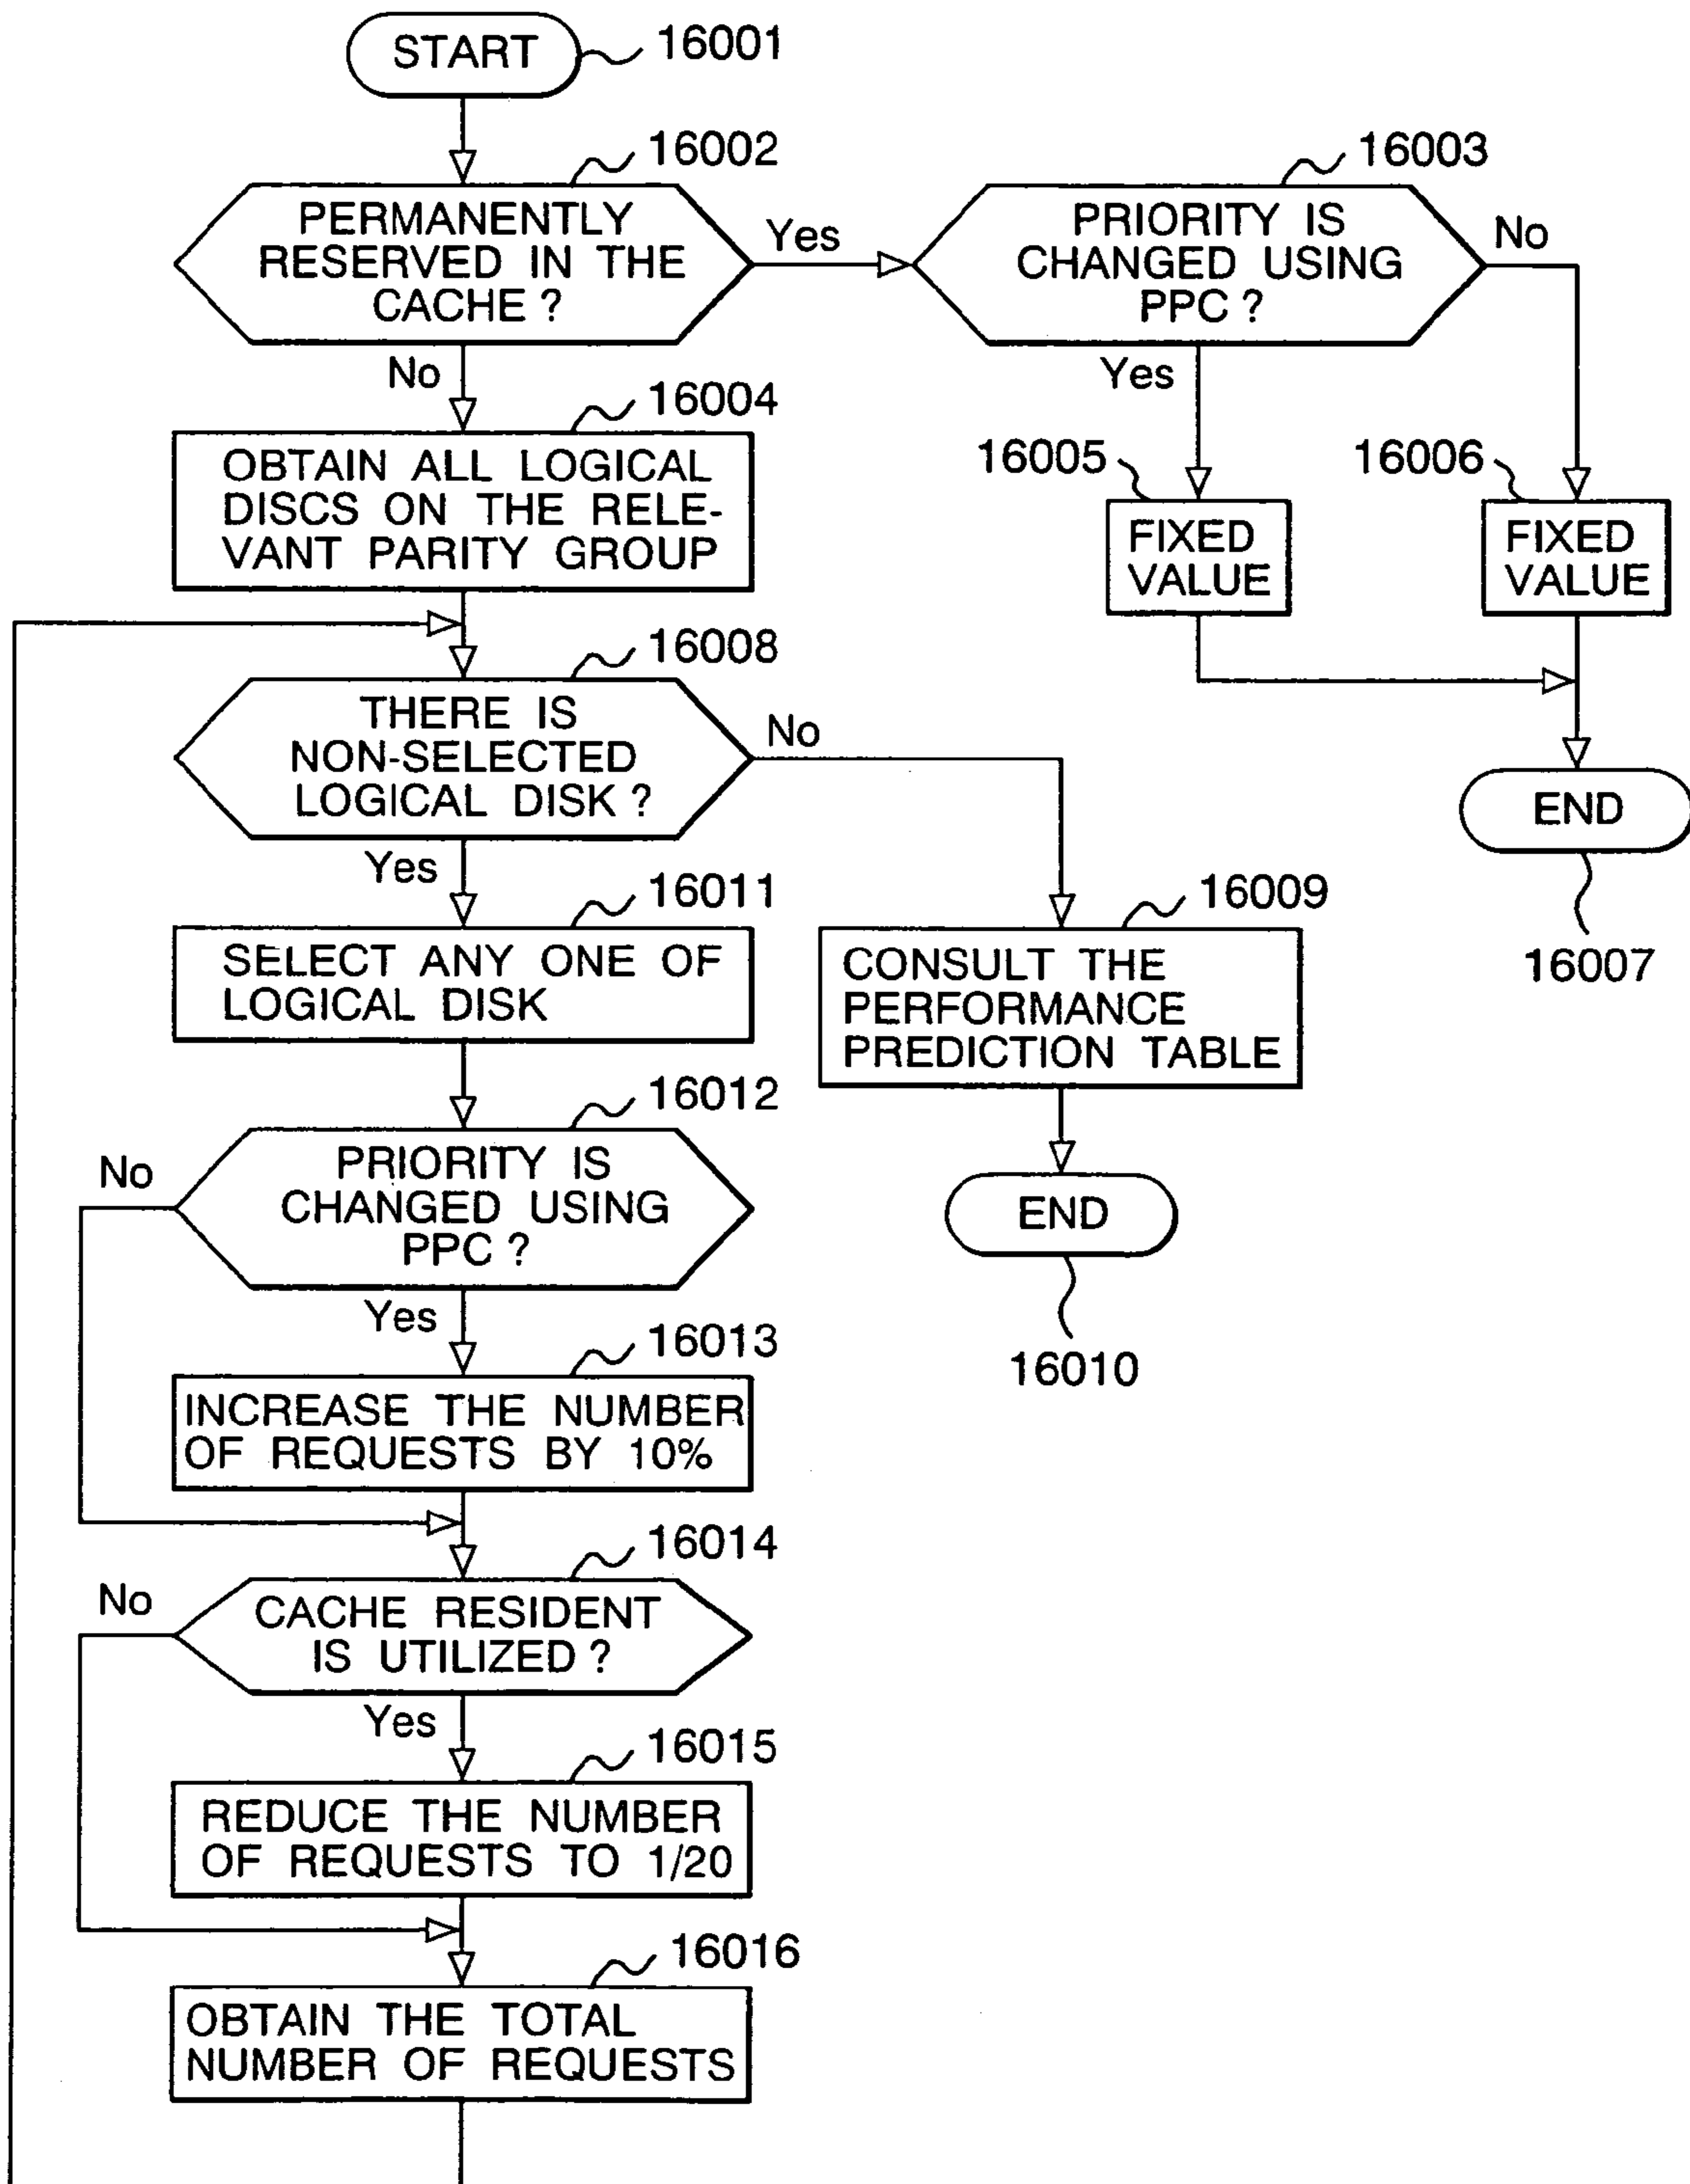 START
16001
16002
PERMANENTLY
RESERVED IN THE
CACHE ?
Yes
No
16003
PRIORITY IS
CHANGED USING
PPC ?
No
Yes
16004
OBTAIN ALL LOGICAL
DISCS ON THE RELE-
VANT PARITY GROUP
16005
FIXED
VALUE
16006
FIXED
VALUE
END
16007
16008
THERE IS
NON-SELECTED
LOGICAL DISK ?
No
Yes
16009
CONSULT THE
PERFORMANCE
PREDICTION TABLE
END
16010
16011
SELECT ANY ONE OF
LOGICAL DISK
16012
PRIORITY IS
CHANGED USING
PPC ?
No
Yes
16013
INCREASE THE NUMBER
OF REQUESTS BY 10%
16014
CACHE RESIDENT
IS UTILIZED ?
No
Yes
16015
REDUCE THE NUMBER
OF REQUESTS TO 1/20
16016
OBTAIN THE TOTAL
NUMBER OF REQUESTS